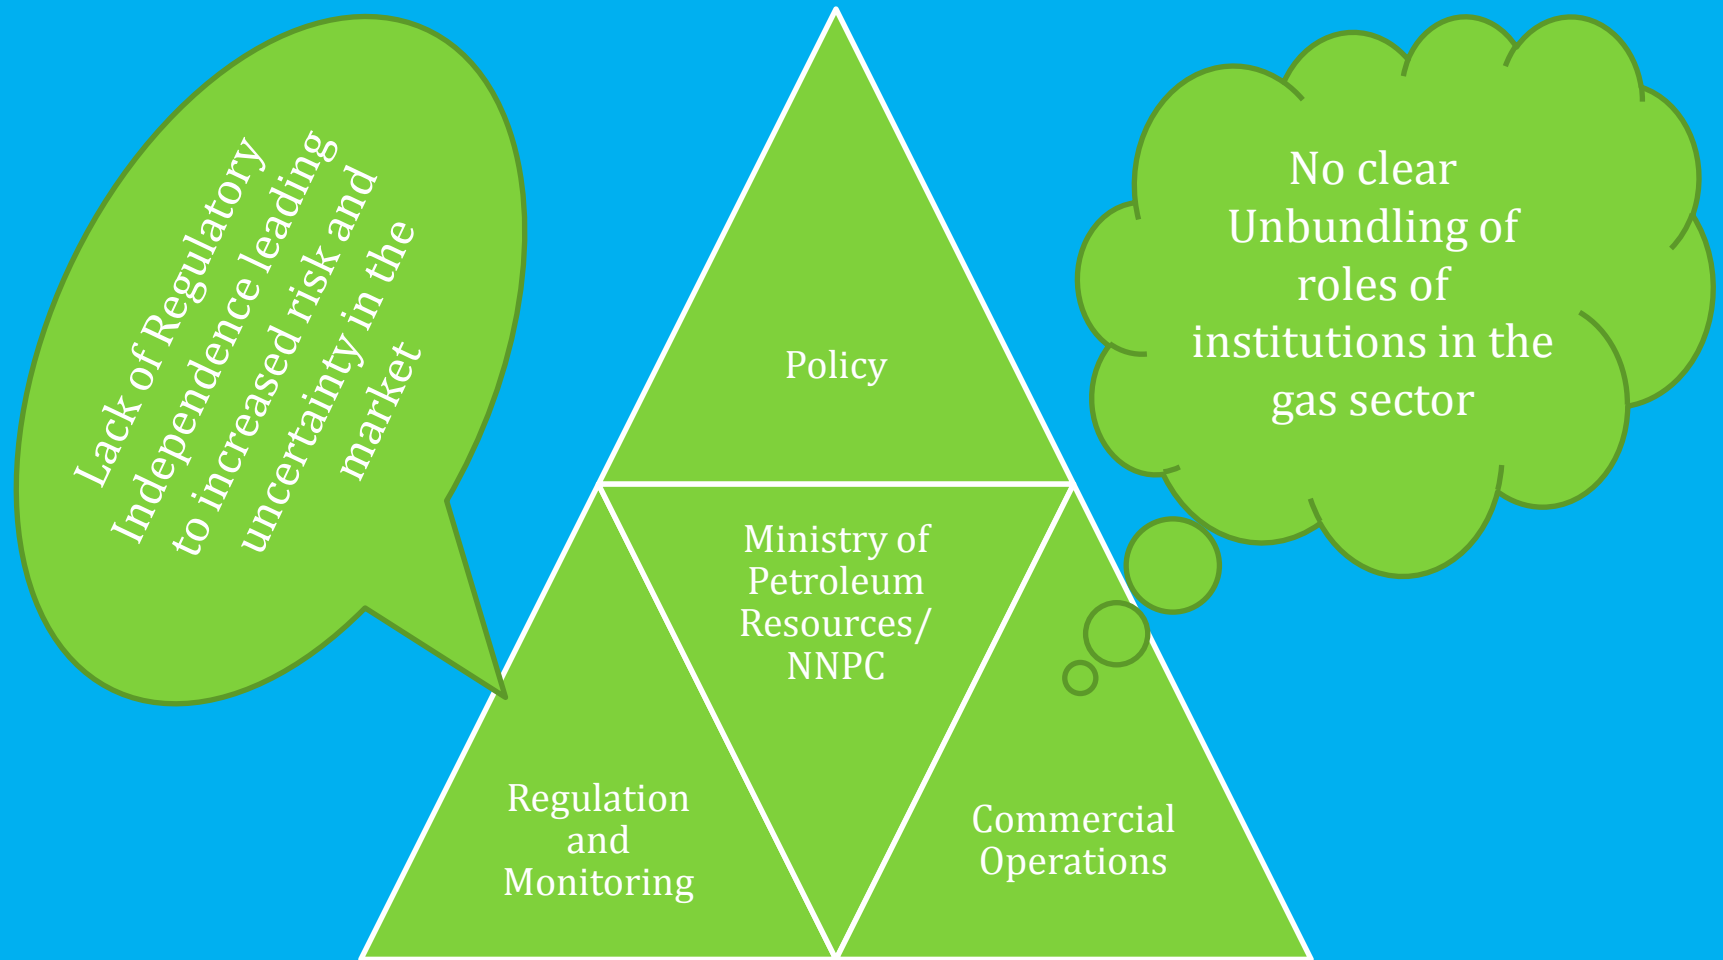 Lack of Regulatory
Independence leading
to increased risk and
uncertainty in the
market
Policy
No clear
Unbundling of
roles of
institutions in the
gas sector
Ministry of
Petroleum
Resources/
NNPC
Regulation
and
Monitoring
Commercial
Operations